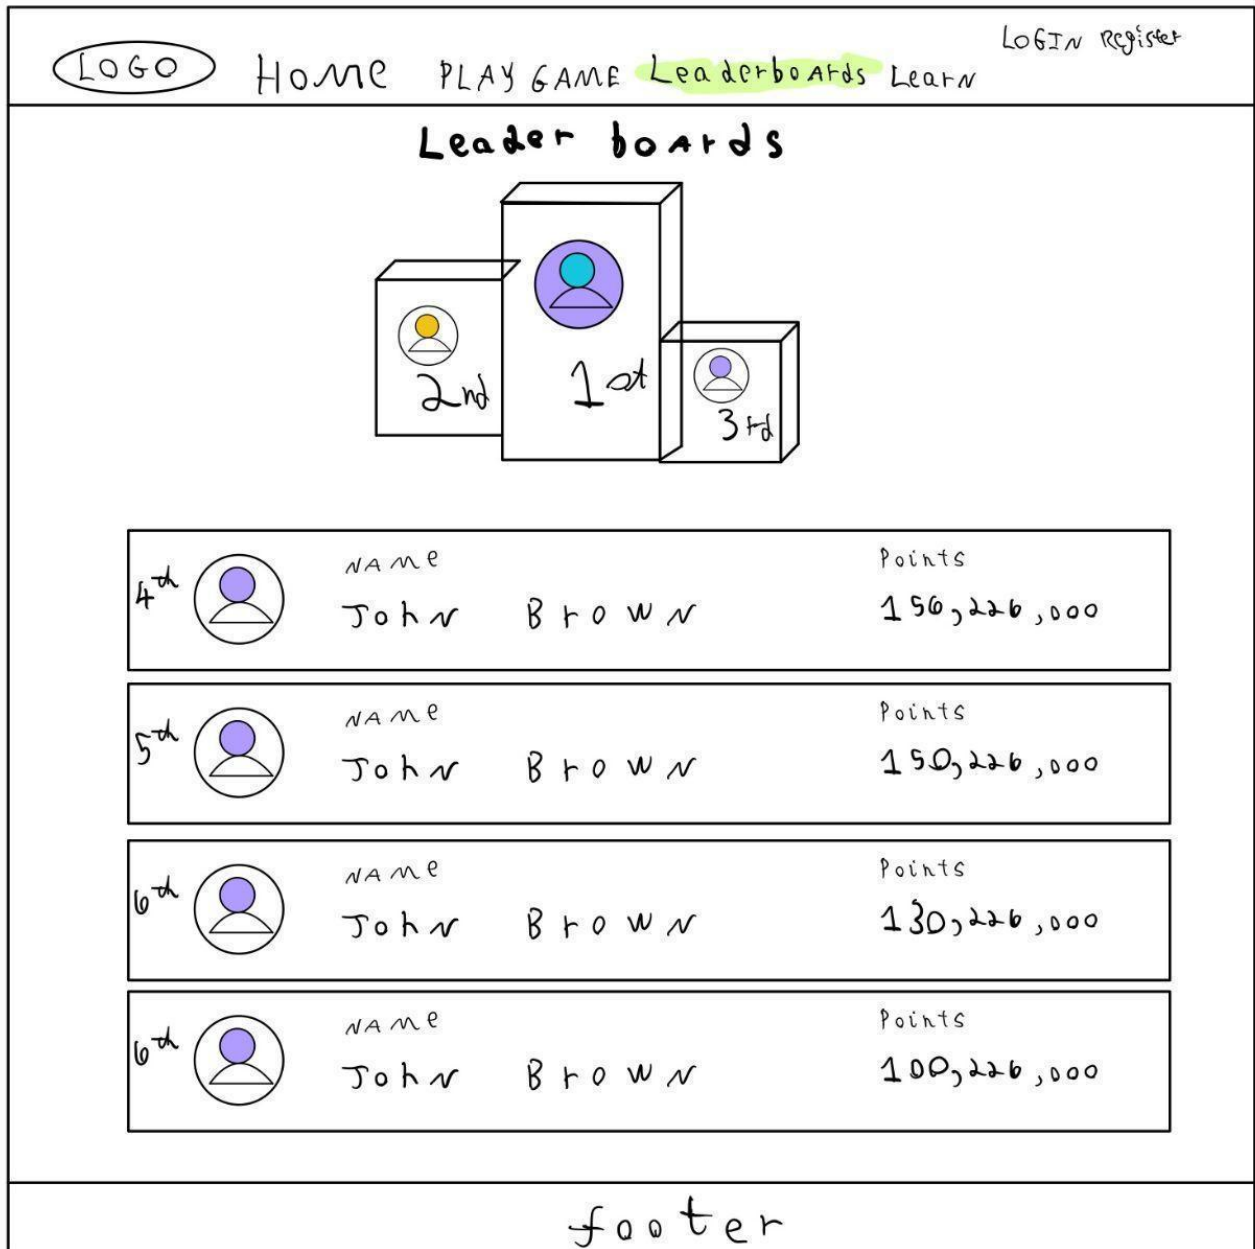 LOGIN Register
LOGO HOME PLAY GAME Leaderboards Learn
Leader boards
1st
2nd
3rd
4th
NAMe
John Brown
Points
156,226,000
5th
NAMe
John Brown
Points
150,226,000
6th
NAMe
John Brown
Points
130,226,000
6th
NAMe
John Brown
Points
100,226,000
footer